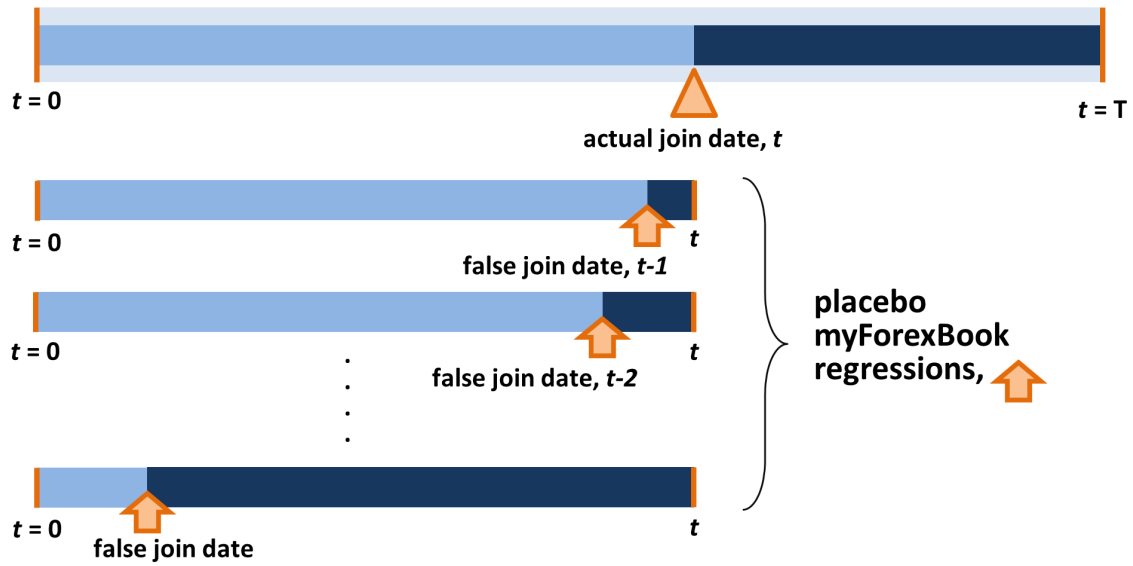 t = 0
t = T
actual join date, t
t = 0
t
false join date, t-1
t = 0
t
false join date, t-2
placebo
myForexBook
regressions,
t = 0
t
false join date